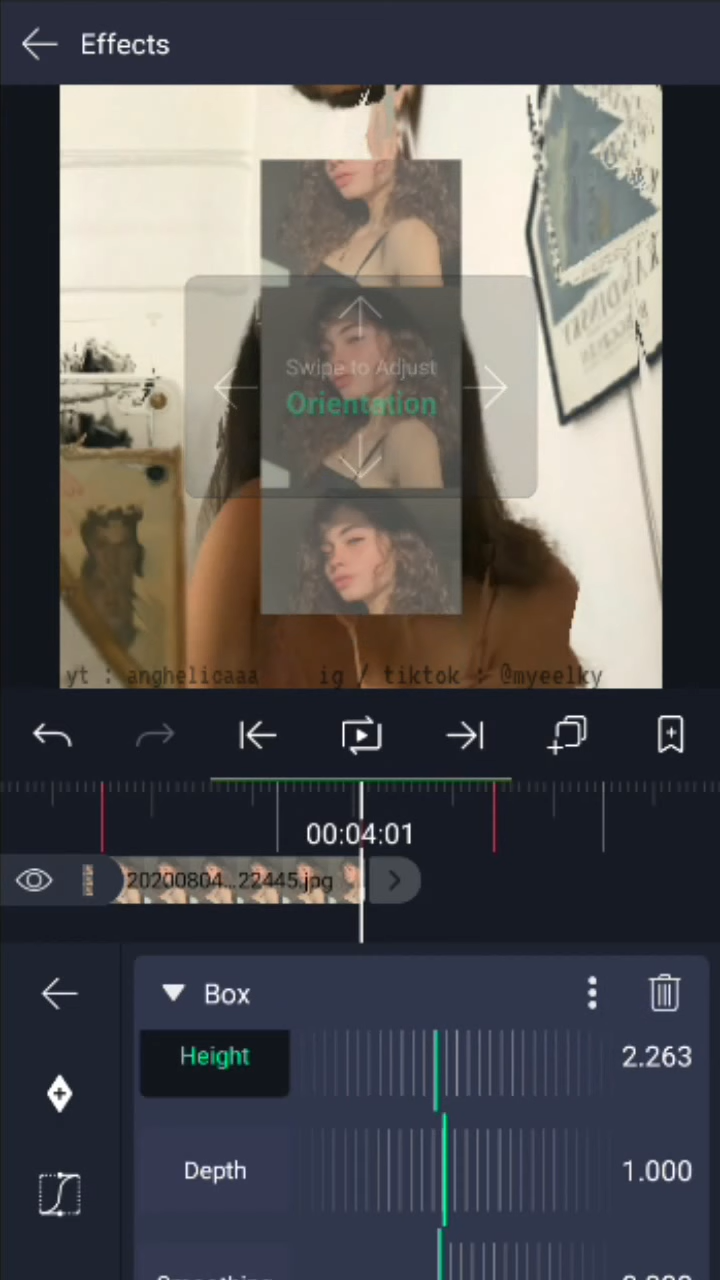 Effects
Swipe to Adjust
Orientation
yt : anghelicaaa ig / tiktok : @myeelky
00:04:01
20200804...22445.jpg
Box
Height 2.263
Depth 1.000